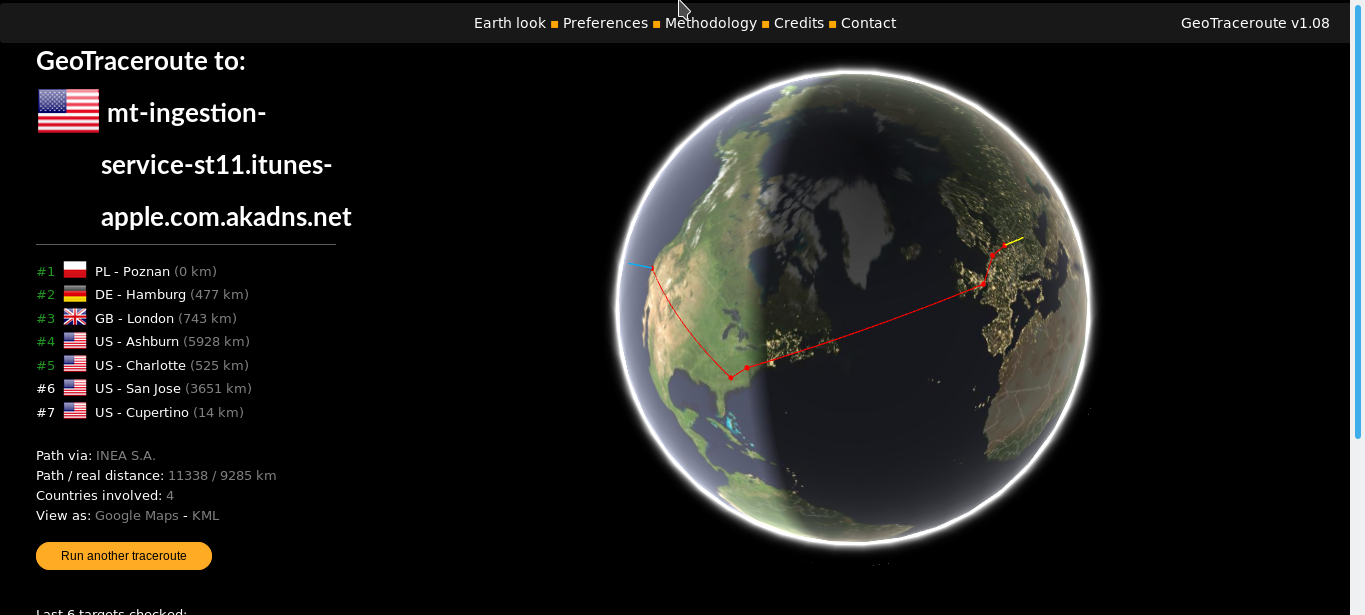 Earth look ■ Preferences ■ Methodology ■ Credits ■ Contact
GeoTraceroute v1.08
GeoTraceroute to:
mt-ingestion-
service-st11.itunes-
apple.com.akadns.net
#1 PL - Poznan (0 km)
#2 DE - Hamburg (477 km)
#3 GB - London (743 km)
#4 US - Ashburn (5928 km)
#5 US - Charlotte (525 km)
#6 US - San Jose (3651 km)
#7 US - Cupertino (14 km)
Path via: INEA S.A.
Path / real distance: 11338 / 9285 km
Countries involved: 4
View as: Google Maps - KML
Run another traceroute
Last 6 targets checked: